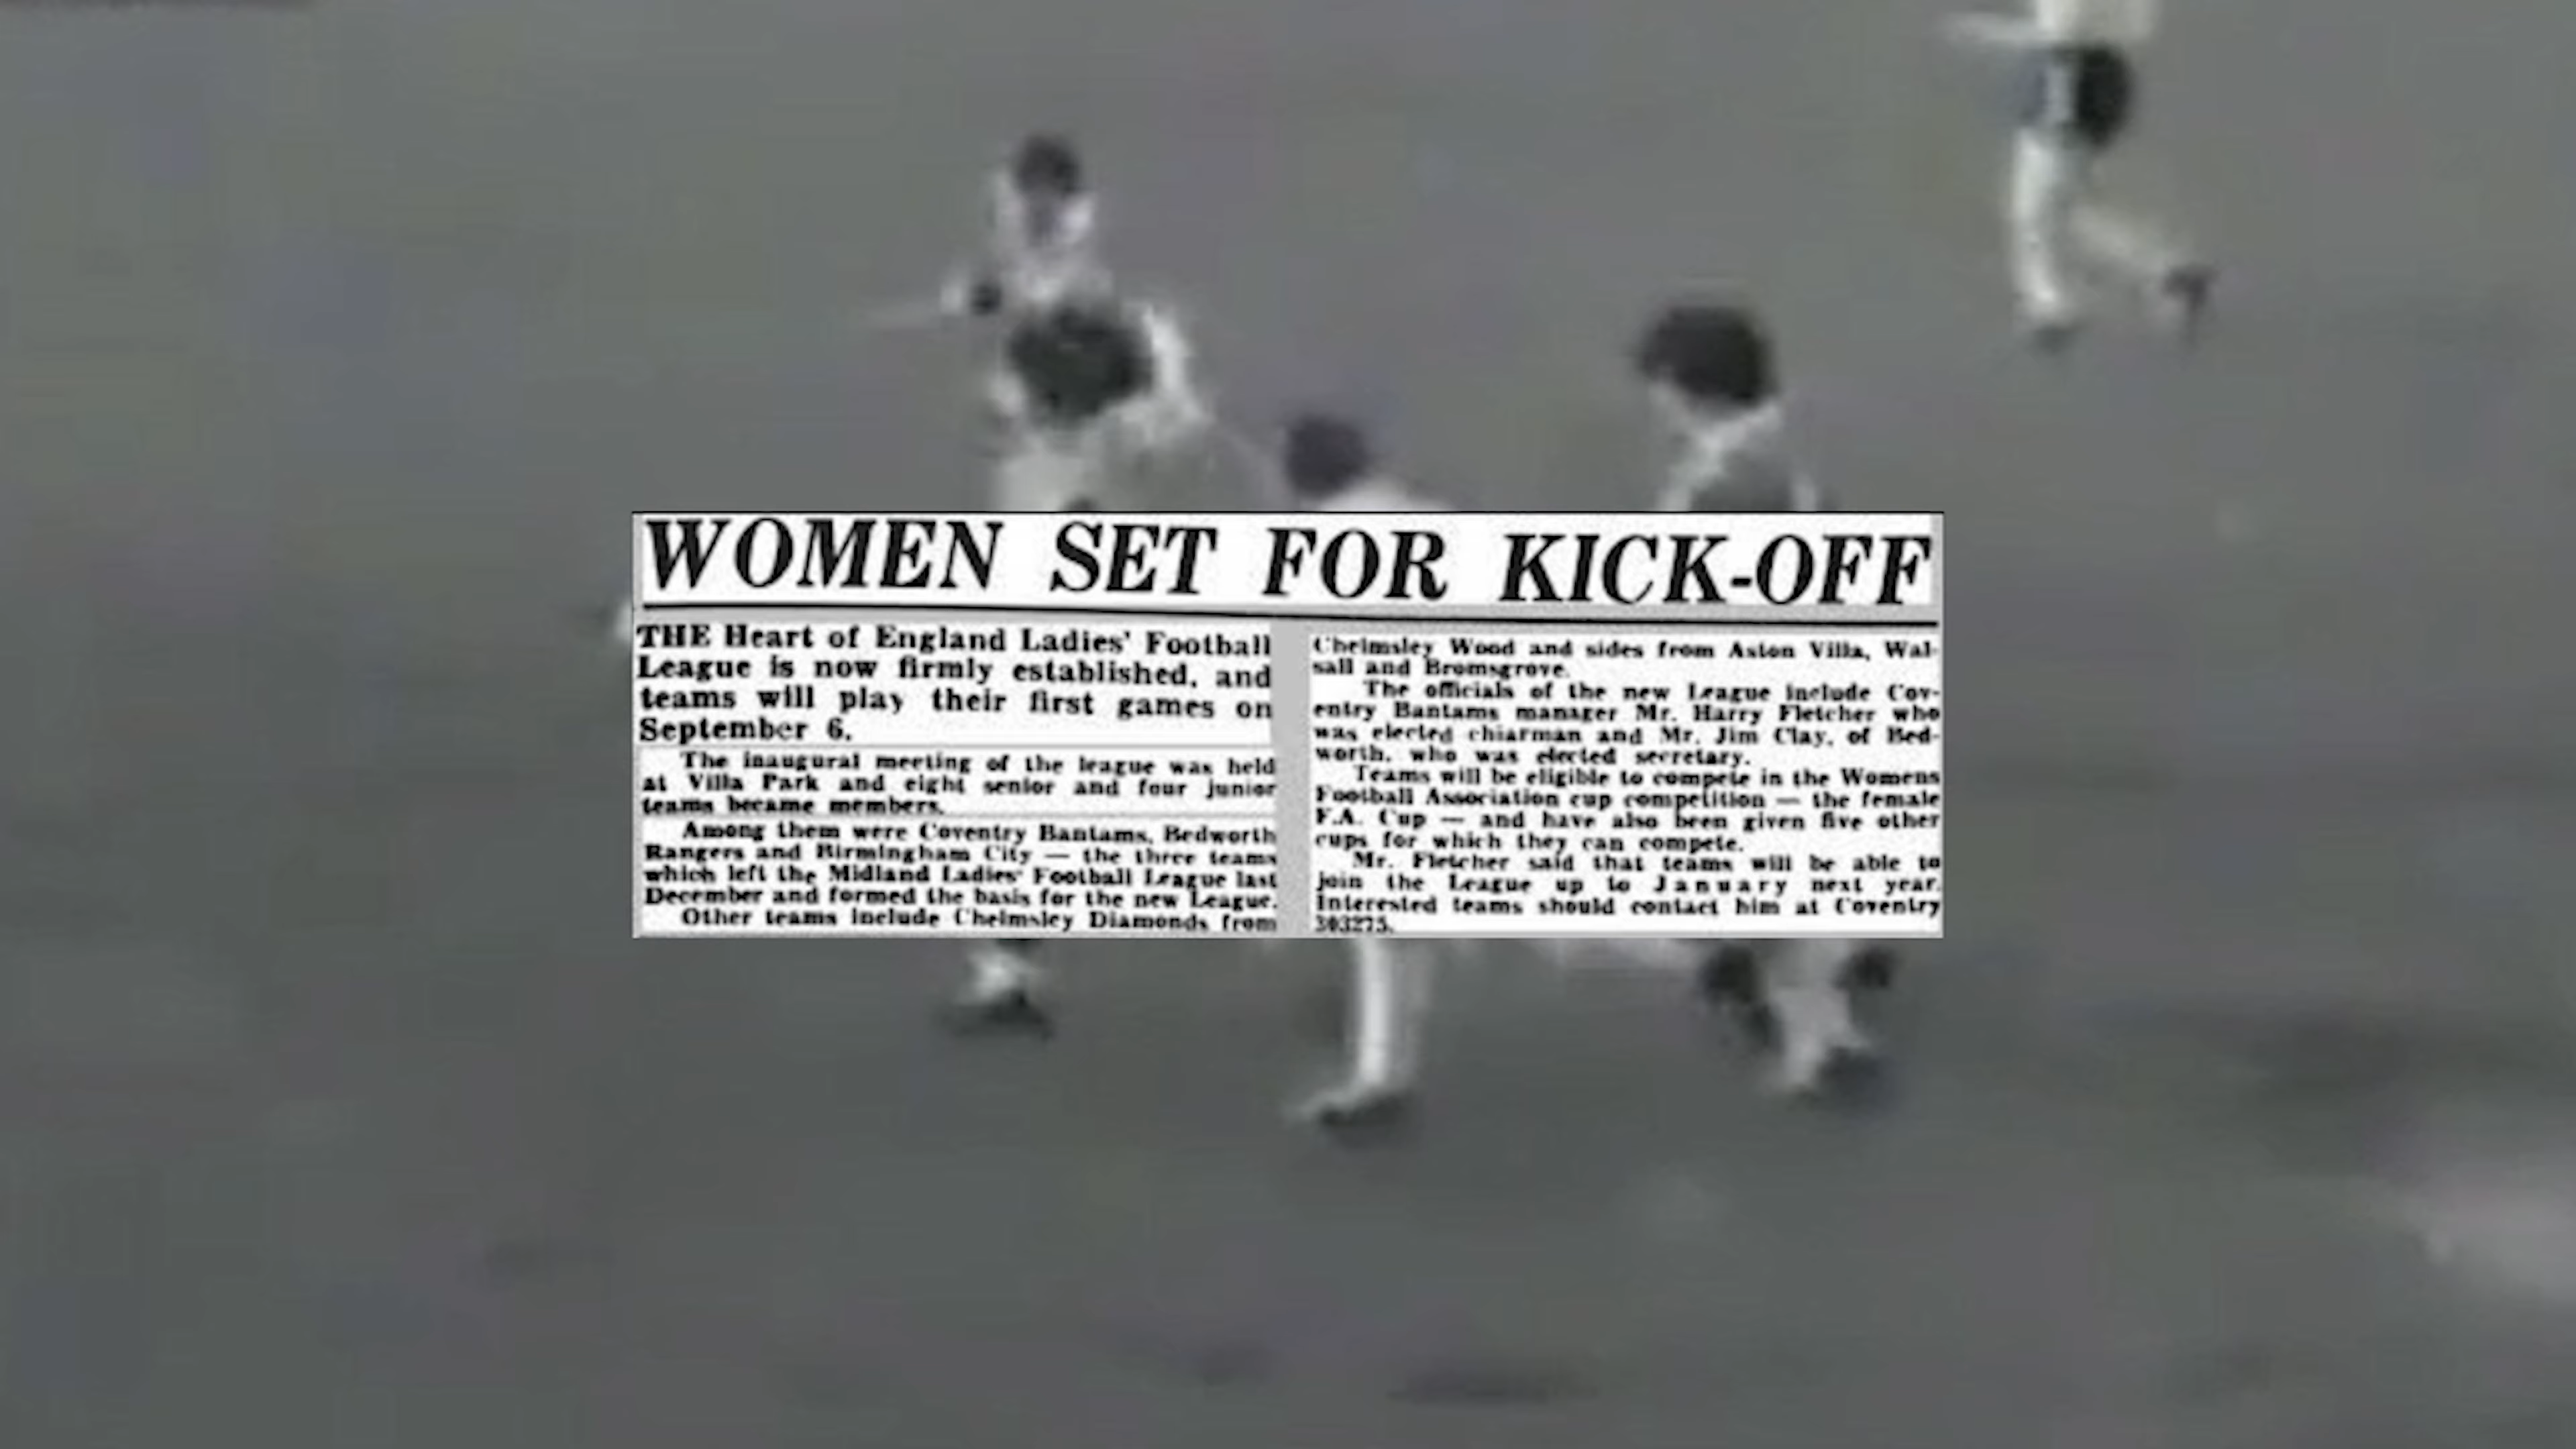 WOMEN SET FOR KICK-OFF
THE Heart of England Ladies' Football
League is now firmly established, and
teams will play their first games on
September 6.
The inaugural meeting of the league was held
at Villa Park and eight senior and four junior
teams became members.
Among them were Coventry Bantams, Bedworth
Rangers and Birmingham City — the three teams
which left the Midland Ladies' Football League last
December and formed the basis for the new League.
Other teams include Chelmsley Diamonds from
Chelmsley Wood and sides from Aston Villa, Wal-
sall and Bromsgrove.
The officials of the new League include Cov-
entry Bantams manager Mr. Harry Fletcher who
was elected chiarman and Mr. Jim Clay, of Bed-
worth, who was elected secretary.
Teams will be eligible to compete in the Womens
Football Association cup competition — the female
F.A. Cup — and have also been given five other
cups for which they can compete.
Mr. Fletcher said that teams will be able to
join the League up to January next year.
Interested teams should contact him at Coventry
303275.